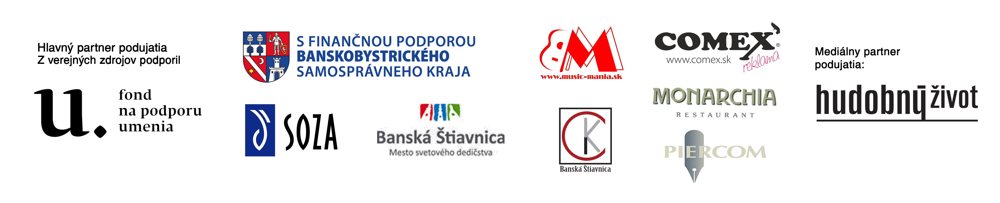 Hlavný partner podujatia
Z verejných zdrojov podporil
u.
fond
na podporu
umenia
S FINANČNOU PODPOROU
BANSKOBYSTRICKÉHO
SAMOSPRÁVNEHO KRAJA
SOZA
Banská Štiavnica
Mesto svetového dedičstva
M
www.music-mania.sk
CK
Banská Štiavnica
COMEX®
www.comex.sk
reklama
MONARCHIA
RESTAURANT
PIERCOM
Mediálny partner
podujatia:
hudobný život